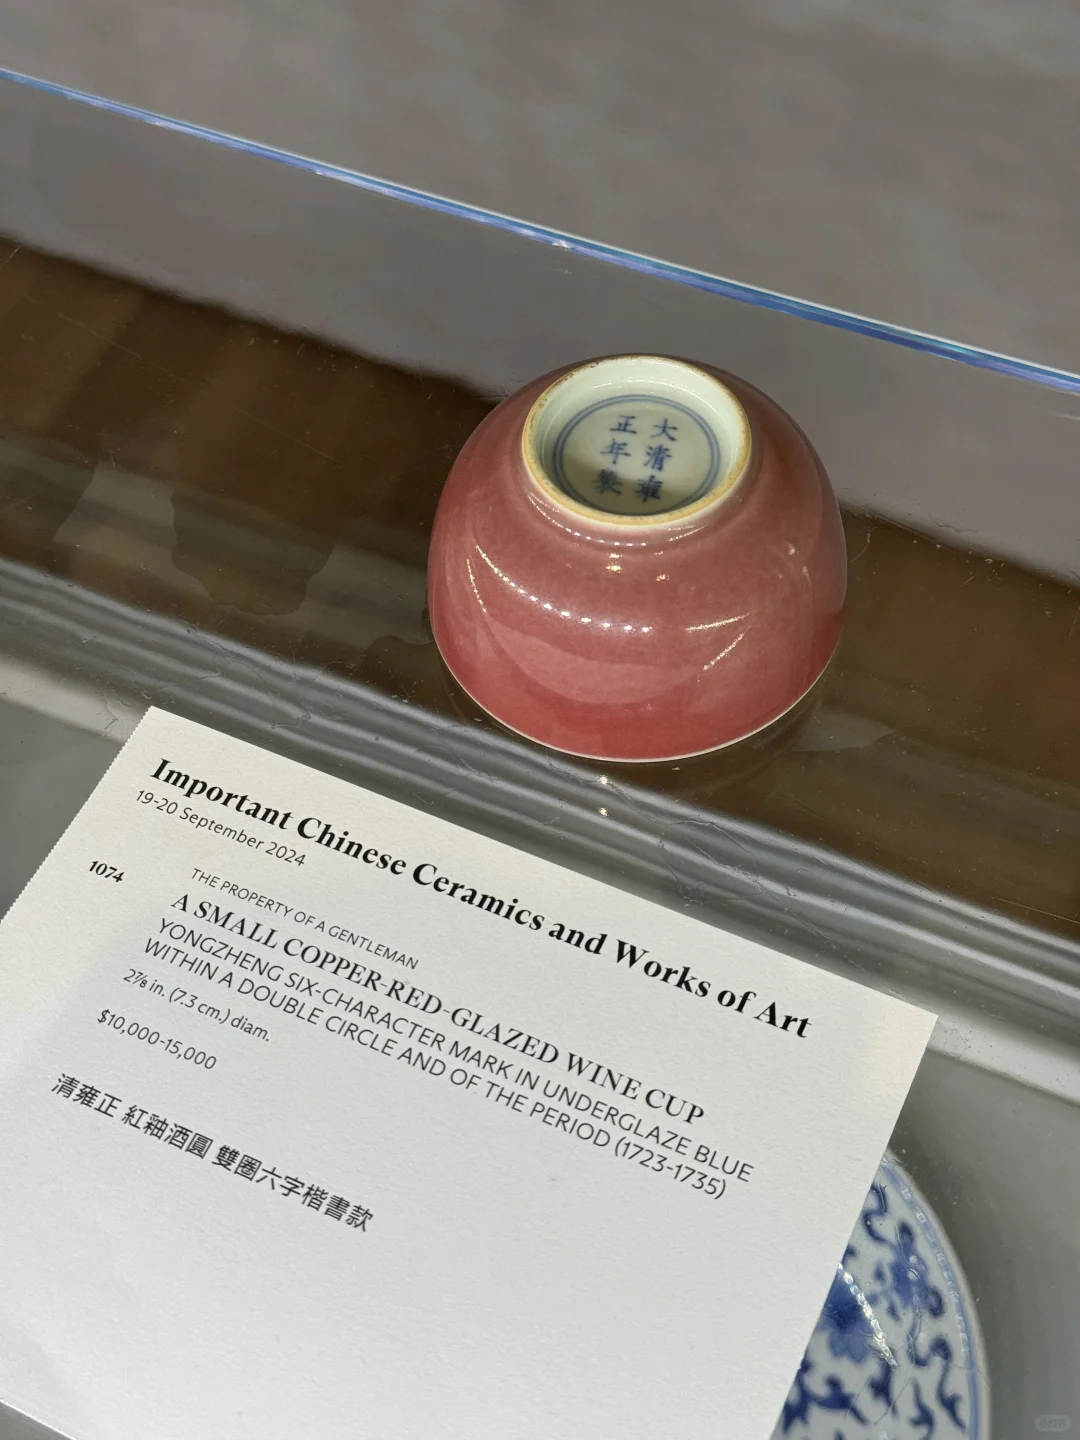 大清雍
正年製
Important Chinese Ceramics and Works of Art
19-20 September 2024
1074
THE PROPERTY OF A GENTLEMAN
A SMALL COPPER-RED-GLAZED WINE CUP
YONGZHENG SIX-CHARACTER MARK IN UNDERGLAZE BLUE
WITHIN A DOUBLE CIRCLE AND OF THE PERIOD (1723-1735)
2⅞ in. (7.3 cm.) diam.
$10,000-15,000
清雍正 紅釉酒圓 雙圈六字楷書款
小红书